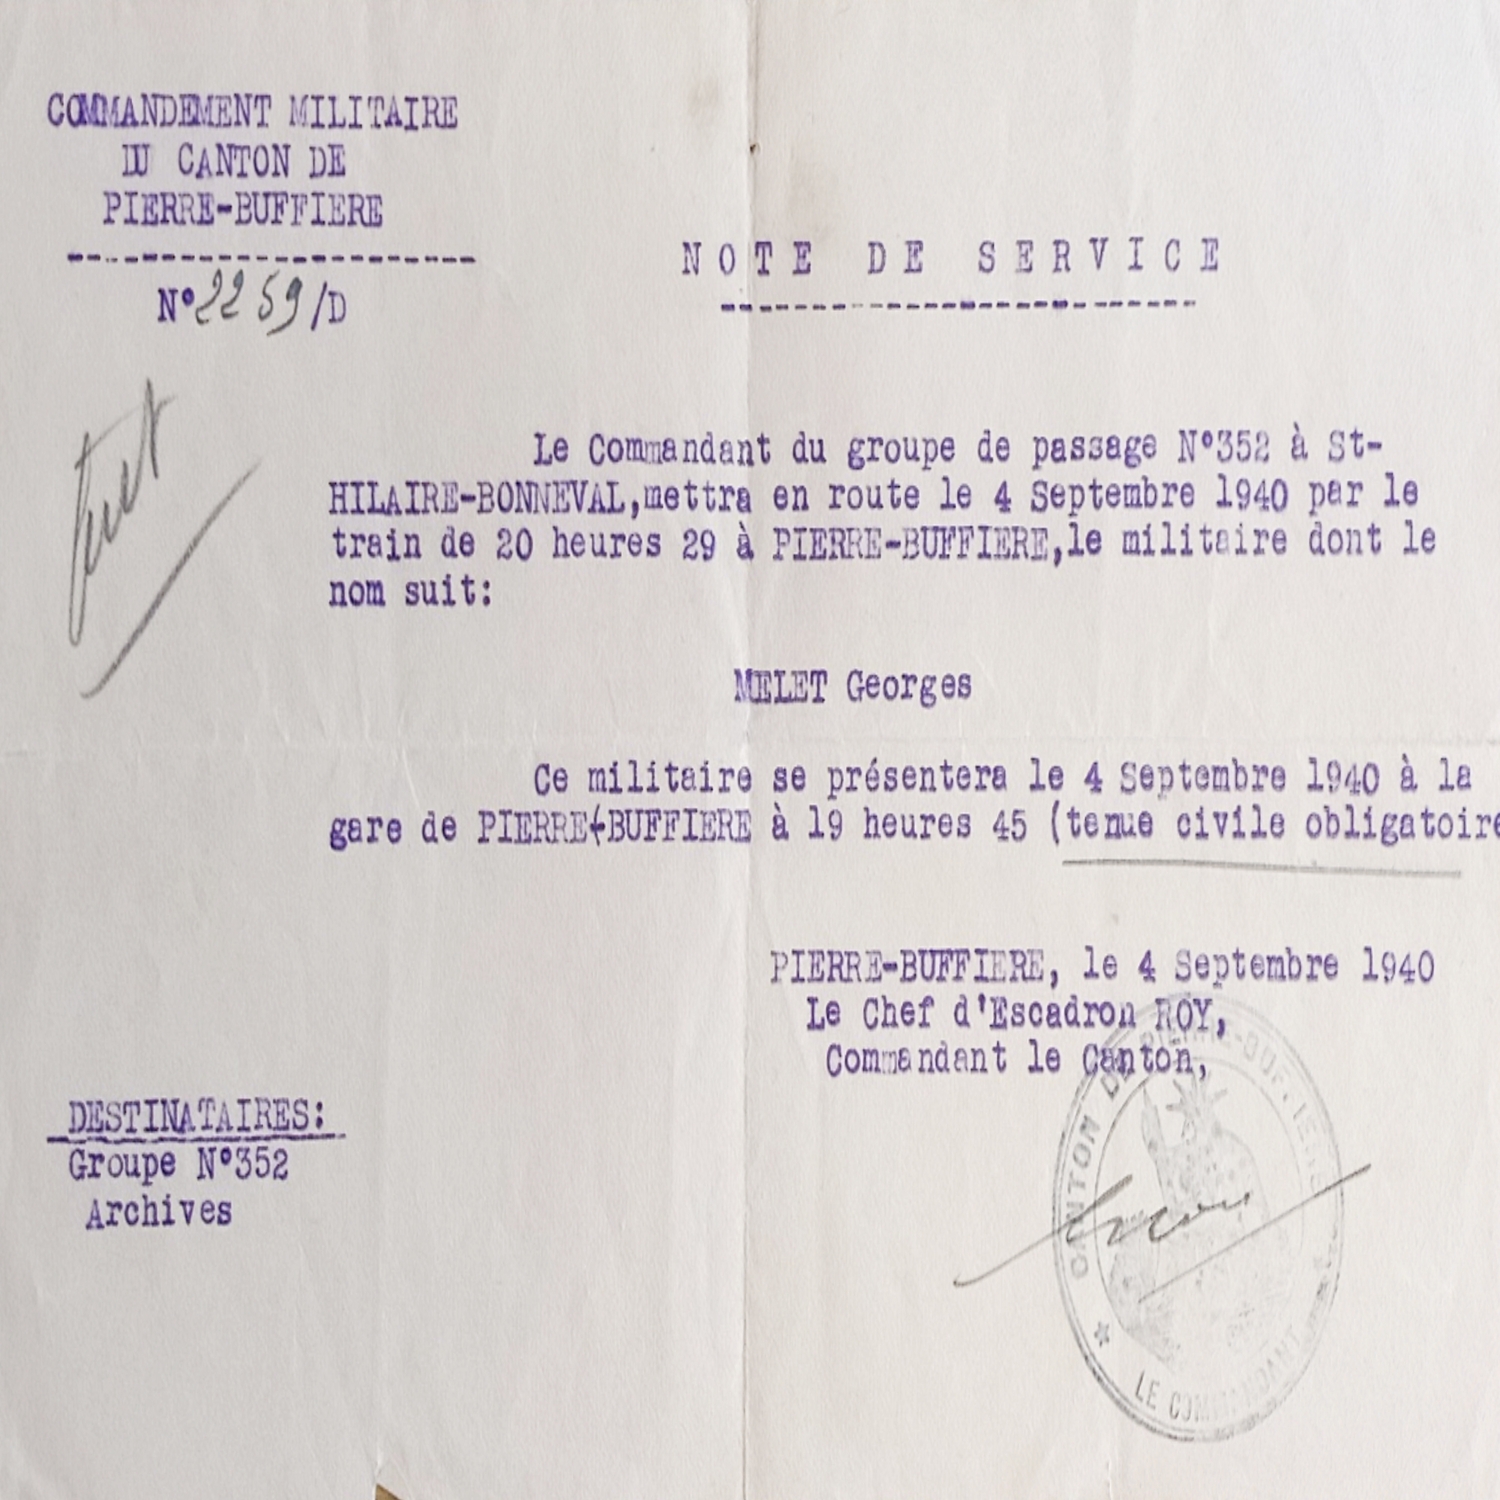 COMMANDEMENT MILITAIRE
DU CANTON DE
PIERRE-BUFFIERE
N° 2259/D
NOTE DE SERVICE
Le Commandant du groupe de passage N°352 à St-
HILAIRE-BONNEVAL,mettra en route le 4 Septembre 1940 par le
train de 20 heures 29 à PIERRE-BUFFIERE,le militaire dont le
nom suit:
MELET Georges
Ce militaire se présentera le 4 Septembre 1940 à la
gare de PIERRE-BUFFIERE à 19 heures 45 (tenue civile obligatoire
PIERRE-BUFFIERE, le 4 Septembre 1940
Le Chef d'Escadron ROY,
Commandant le Canton,
CANTON DE PIERRE-BUFFIERE
LE COMMANDANT
DESTINATAIRES:
Groupe N°352
Archives